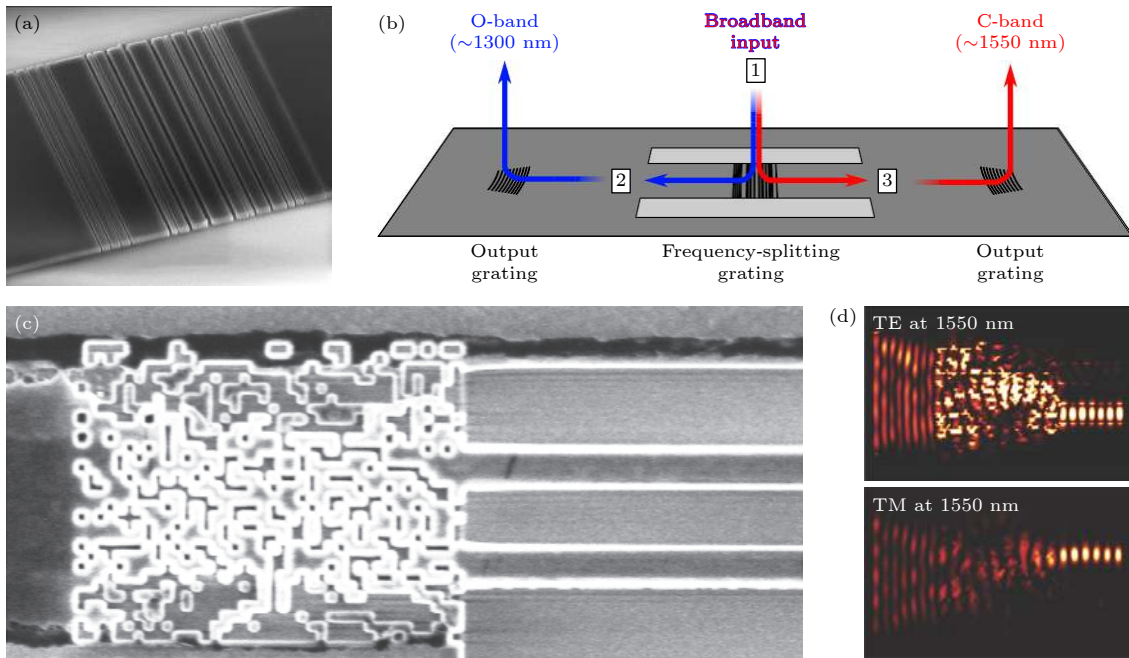 (a)
(b)
O-band
(~1300 nm)
Broadband
input
C-band
(~1550 nm)
1
2
3
Output
grating
Frequency-splitting
grating
Output
grating
(c)
(d)
TE at 1550 nm
TM at 1550 nm